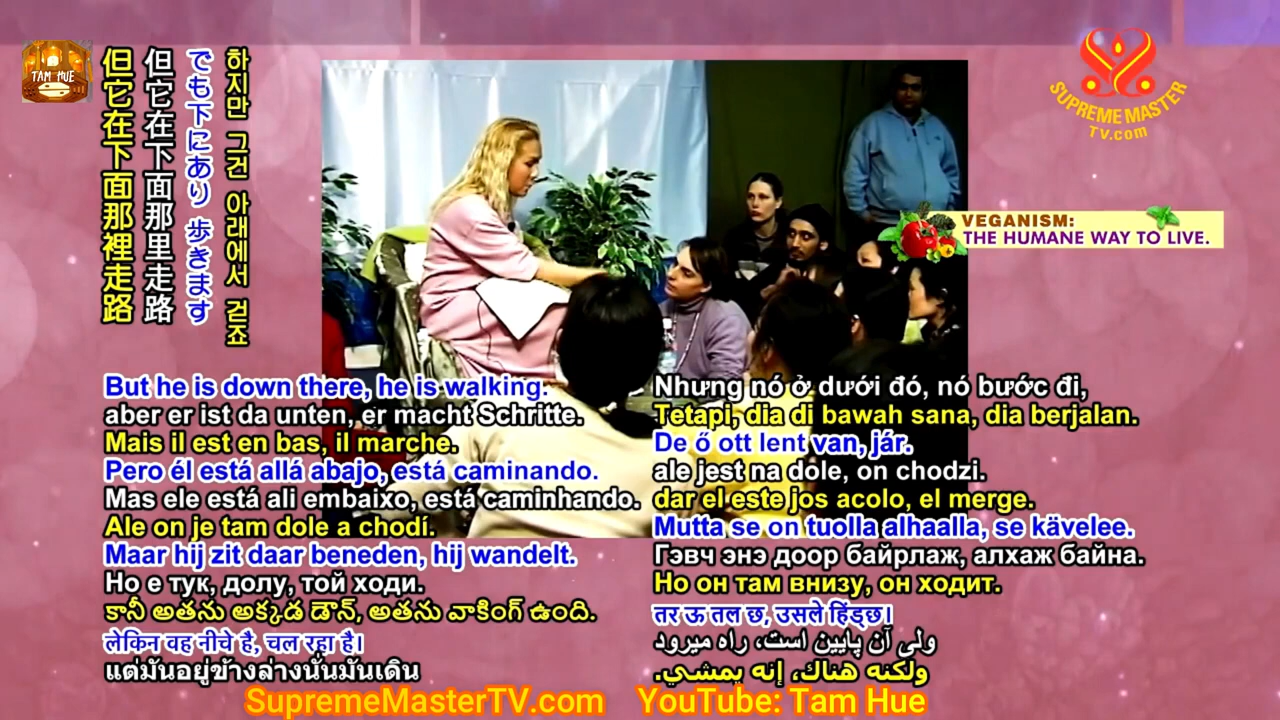 TAM HUE
但它在下面那裡走路
但它在下面那里走路
でも下にあり 歩きます
하지만 그건 아래에서 걷죠
SUPREME MASTER
TV.com
VEGANISM:
THE HUMANE WAY TO LIVE.
But he is down there, he is walking.
aber er ist da unten, er macht Schritte.
Mais il est en bas, il marche.
Pero él está allá abajo, está caminando.
Mas ele está ali embaixo, está caminhando.
Ale on je tam dole a chodí.
Maar hij zit daar beneden, hij wandelt.
Но е тук, долу, той ходи.
కానీ అతను అక్కడ డౌన్, అతను వాకింగ్ ఉంది.
लेकिन वह नीचे है, चल रहा है।
แต่มันอยู่ข้างล่างนั่นมันเดิน
Nhưng nó ở dưới đó, nó bước đi,
Tetapi, dia di bawah sana, dia berjalan.
De ő ott lent van, jár.
ale jest na dole, on chodzi.
dar el este jos acolo, el merge.
Mutta se on tuolla alhaalla, se kävelee.
Гэвч энэ доор байрлаж, алхаж байна.
Но он там внизу, он ходит.
तर ऊ तल छ, उसले हिंड्छ।
ولی آن پایین است، راه میرود
ولكنه هناك، إنه يمشي.
SupremeMasterTV.com YouTube: Tam Hue